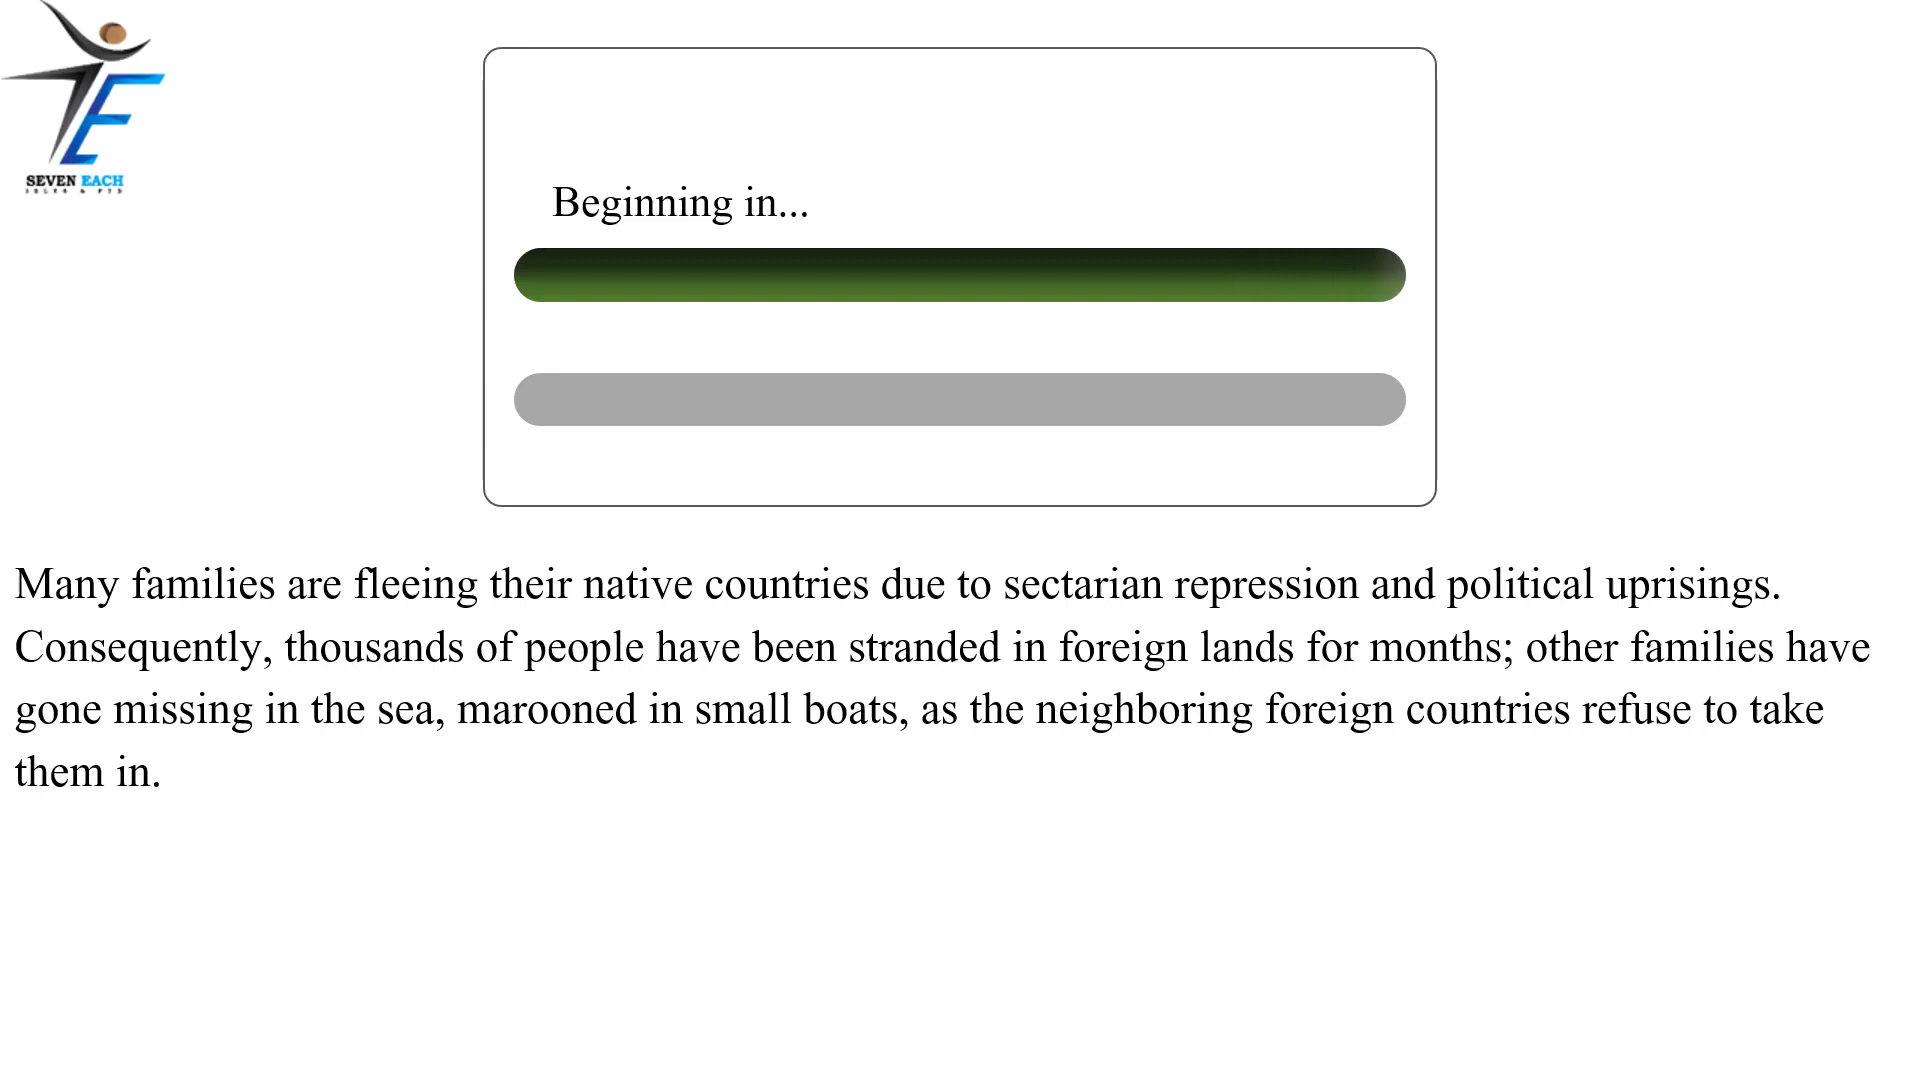 SEVEN EACH
IELTS & PTE
Beginning in...
Many families are fleeing their native countries due to sectarian repression and political uprisings.
Consequently, thousands of people have been stranded in foreign lands for months; other families have
gone missing in the sea, marooned in small boats, as the neighboring foreign countries refuse to take
them in.